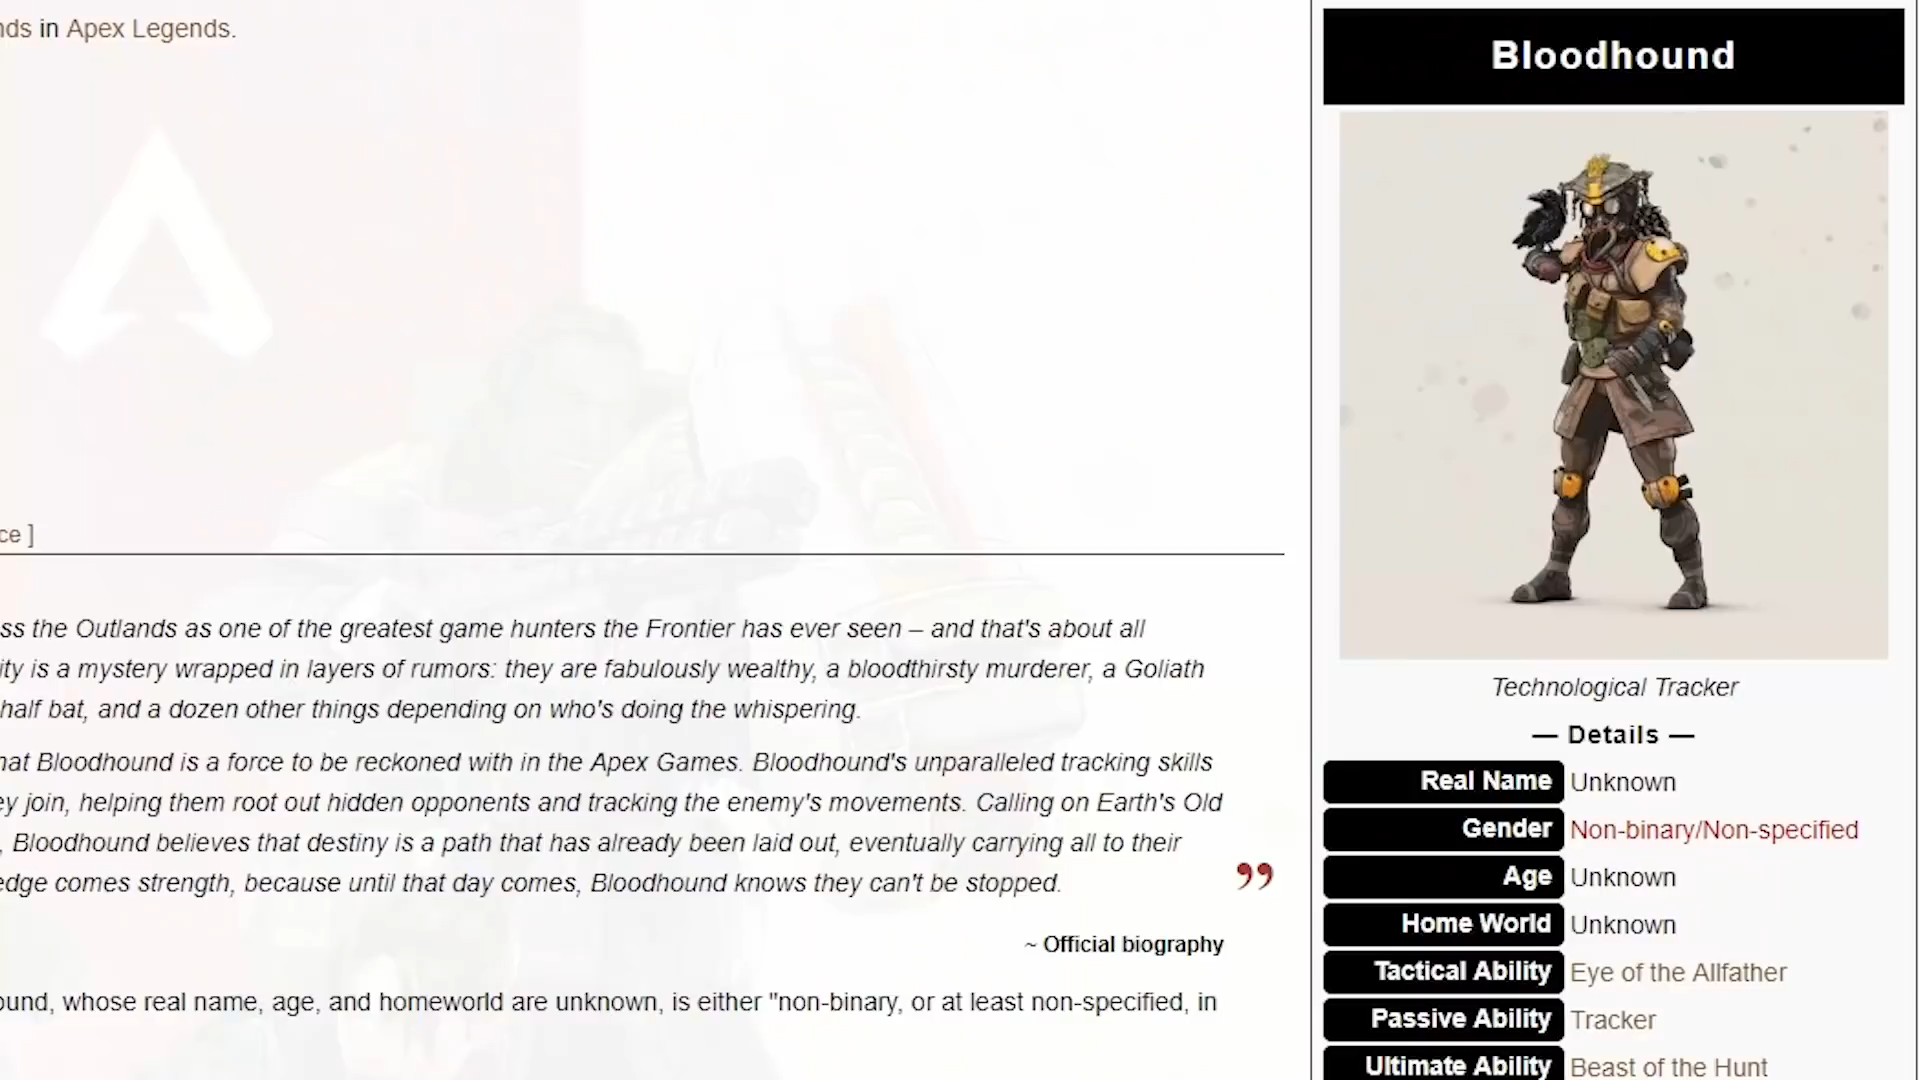 nds in Apex Legends.
ce ]
ss the Outlands as one of the greatest game hunters the Frontier has ever seen – and that's about all
ity is a mystery wrapped in layers of rumors: they are fabulously wealthy, a bloodthirsty murderer, a Goliath
half bat, and a dozen other things depending on who's doing the whispering.
hat Bloodhound is a force to be reckoned with in the Apex Games. Bloodhound's unparalleled tracking skills
ey join, helping them root out hidden opponents and tracking the enemy's movements. Calling on Earth's Old
, Bloodhound believes that destiny is a path that has already been laid out, eventually carrying all to their
edge comes strength, because until that day comes, Bloodhound knows they can't be stopped.
”
~ Official biography
ound, whose real name, age, and homeworld are unknown, is either "non-binary, or at least non-specified, in
Bloodhound
Technological Tracker
— Details —
Real Name Unknown
Gender Non-binary/Non-specified
Age Unknown
Home World Unknown
Tactical Ability Eye of the Allfather
Passive Ability Tracker
Ultimate Ability Beast of the Hunt